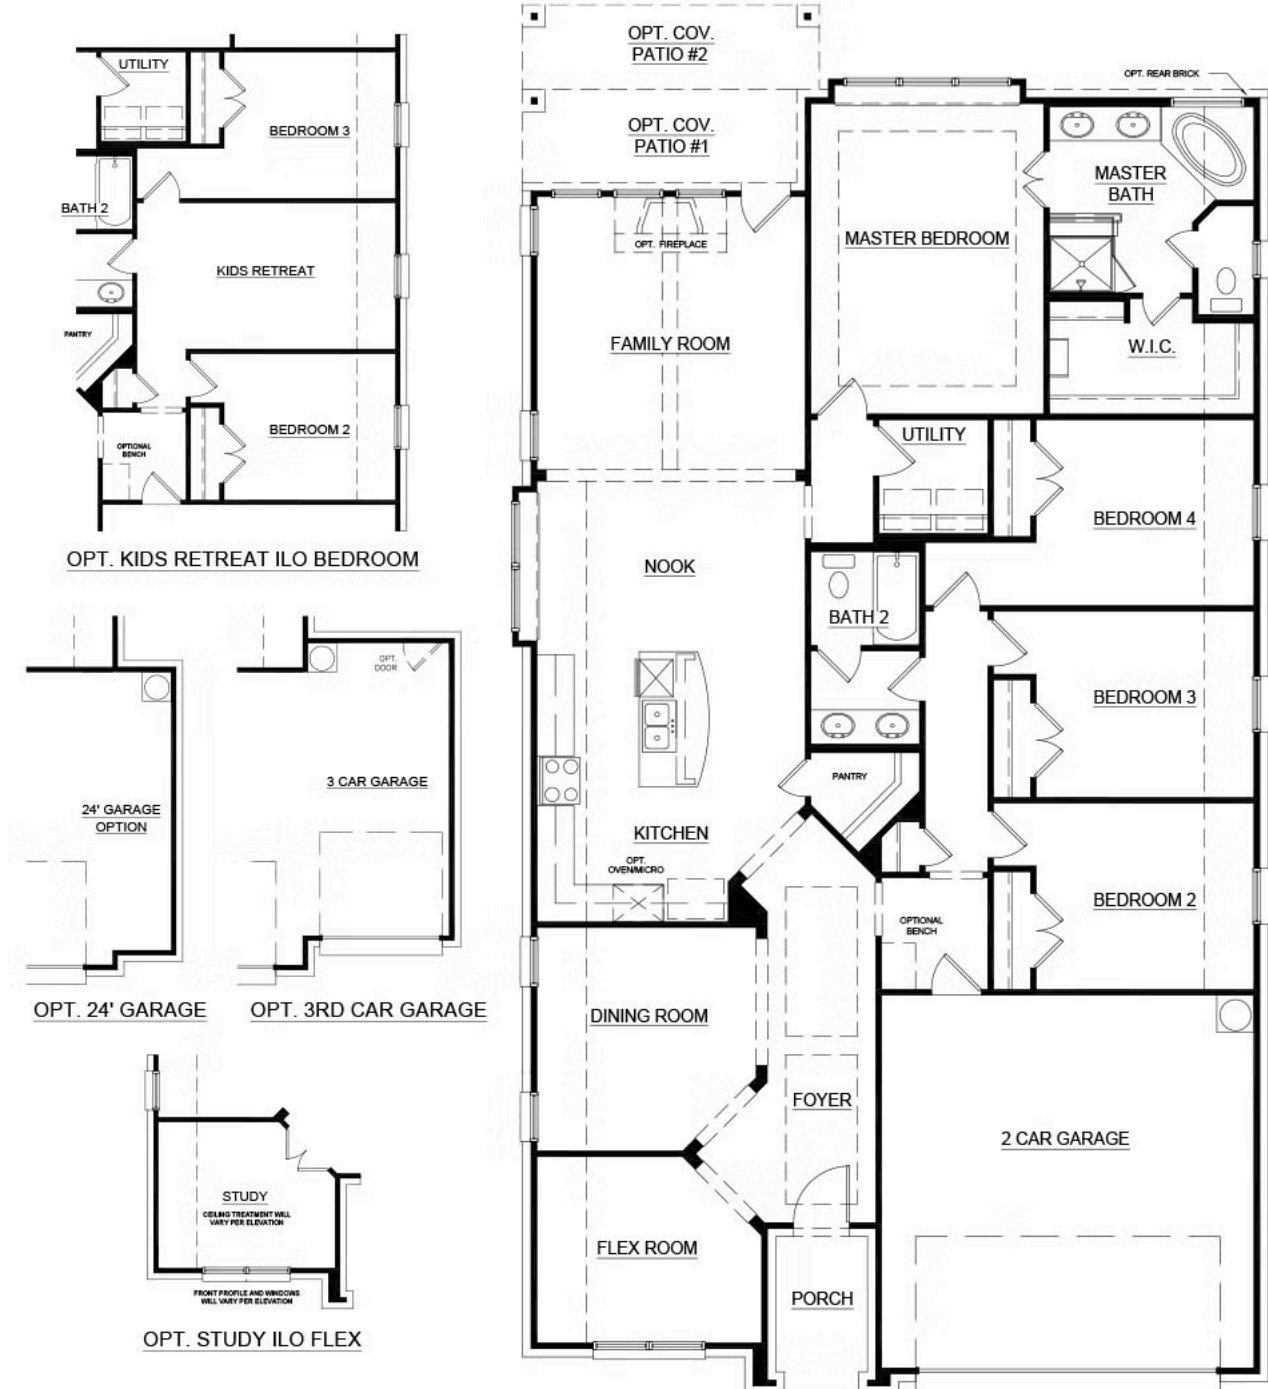 UTILITY
BEDROOM 3
BATH 2
KIDS RETREAT
PANTRY
BEDROOM 2
OPTIONAL
BENCH
OPT. KIDS RETREAT ILO BEDROOM
24' GARAGE
OPTION
OPT. 24' GARAGE
OPT.
DOOR
3 CAR GARAGE
OPT. 3RD CAR GARAGE
STUDY
CEILING TREATMENT WILL
VARY PER ELEVATION
FRONT PROFILE AND WINDOWS
WILL VARY PER ELEVATION
OPT. STUDY ILO FLEX
OPT. COV.
PATIO #2
OPT. COV.
PATIO #1
OPT. REAR BRICK
MASTER
BATH
MASTER BEDROOM
OPT. FIREPLACE
FAMILY ROOM
W.I.C.
UTILITY
BEDROOM 4
NOOK
BATH 2
BEDROOM 3
PANTRY
KITCHEN
OPT.
OVEN/MICRO
BEDROOM 2
OPTIONAL
BENCH
DINING ROOM
FOYER
2 CAR GARAGE
FLEX ROOM
PORCH